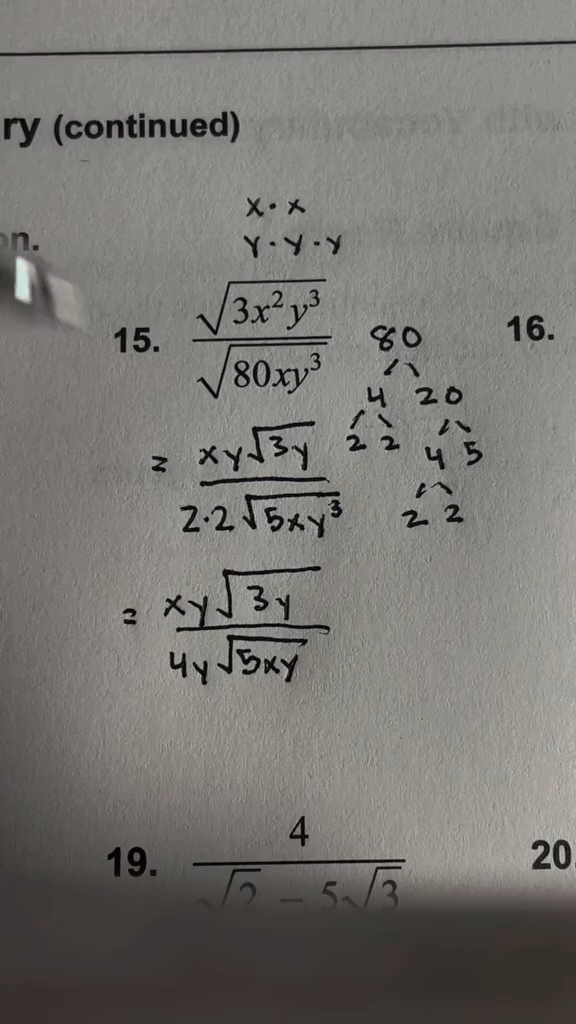 ry (continued)
x · x
y · y · y
15. √(3x²y³) / √(80xy³)
16.
80
4 20
2 2 4 5
2 2
= xy√(3y) / 2·2√(5xy³)
= xy√(3y) / 4y√(5xy)
19. 4 / √2 − 5√3
20.